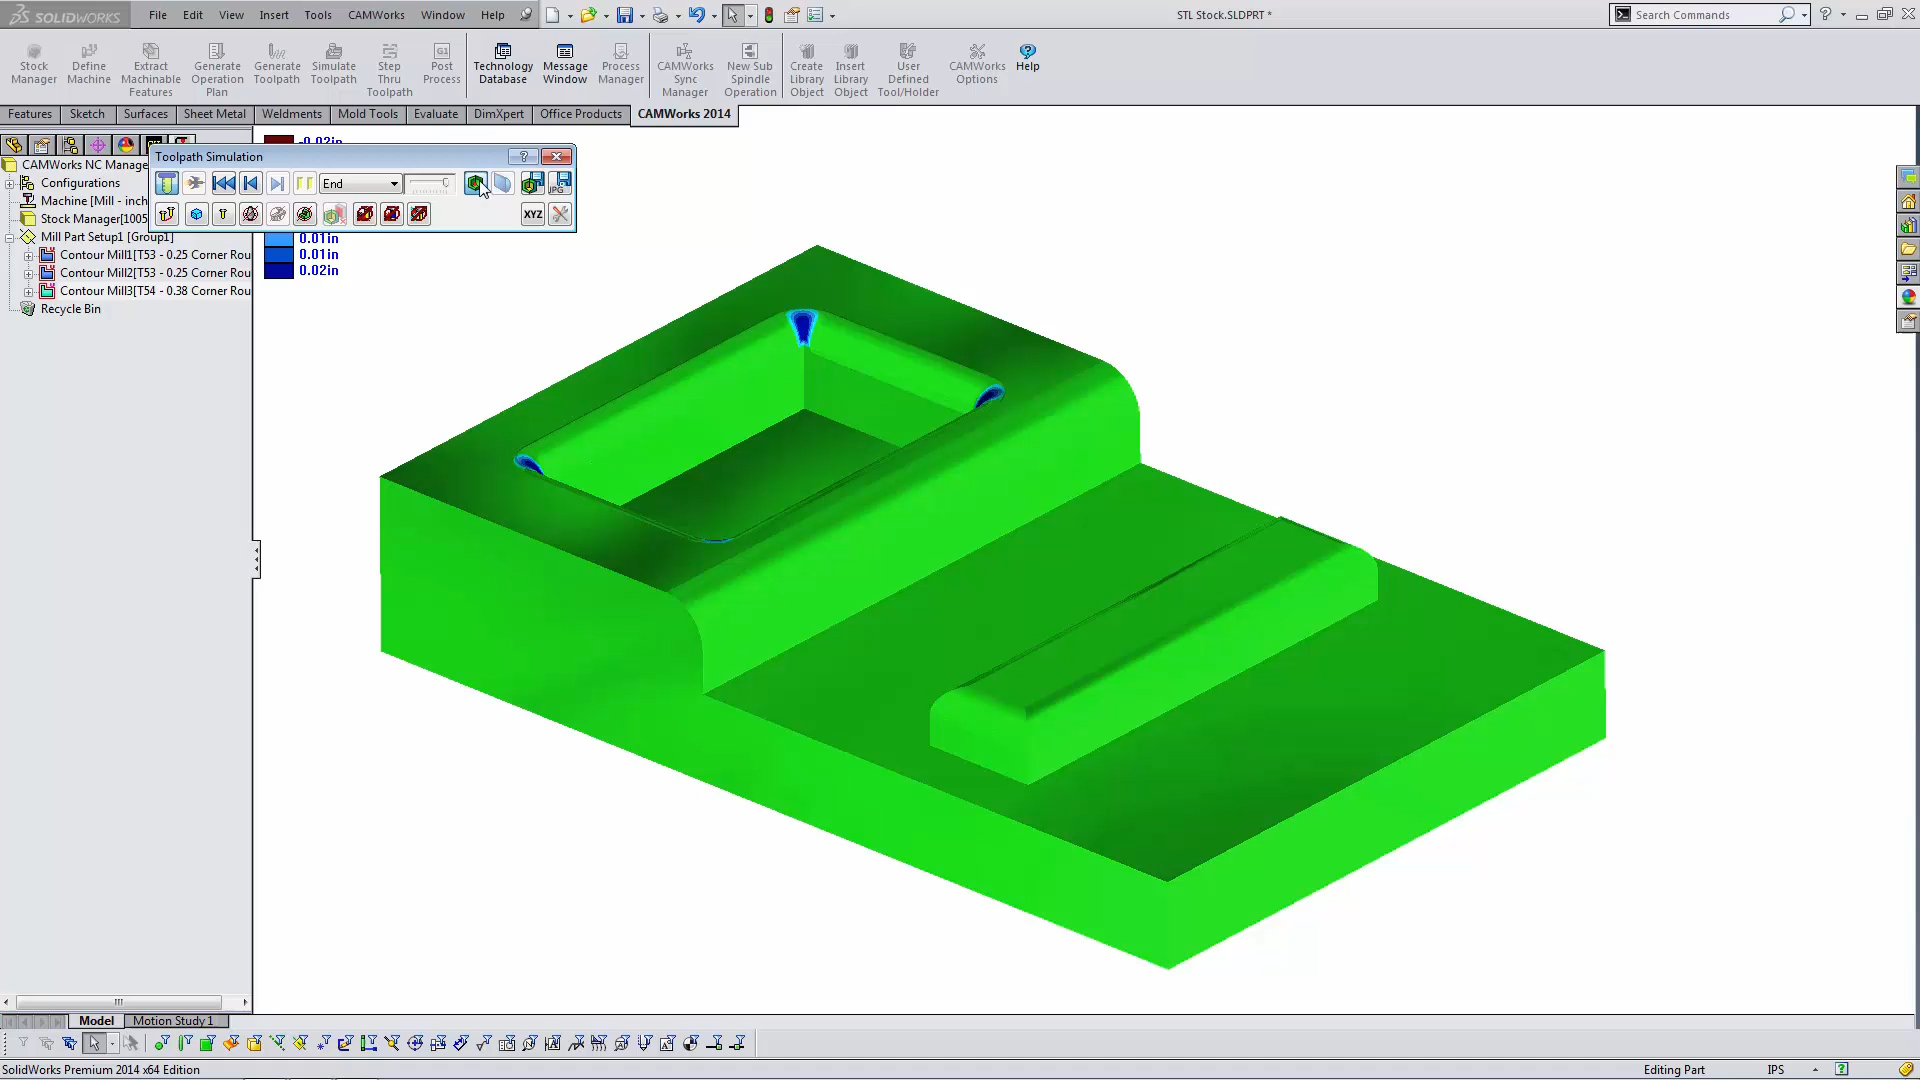 SOLIDWORKS File Edit View Insert Tools CAMWorks Window Help STL Stock.SLDPRT * Search Commands
Stock Manager
Define Machine
Extract Machinable Features
Generate Operation Plan
Generate Toolpath
Simulate Toolpath
Step Thru Toolpath
G1 Post Process
Technology Database
Message Window
Process Manager
CAMWorks Sync Manager
New Sub Spindle Operation
Create Library Object
Insert Library Object
User Defined Tool/Holder
CAMWorks Options
Help
Features Sketch Surfaces Sheet Metal Weldments Mold Tools Evaluate DimXpert Office Products CAMWorks 2014
Toolpath Simulation
End
JPG
XYZ
CAMWorks NC Manage
Configurations
Machine [Mill - inch
Stock Manager[1005
Mill Part Setup1 [Group1]
Contour Mill1[T53 - 0.25 Corner Rou
Contour Mill2[T53 - 0.25 Corner Rou
Contour Mill3[T54 - 0.38 Corner Rou
Recycle Bin
-0.02in
0.01in
0.01in
0.02in
Model Motion Study 1
SolidWorks Premium 2014 x64 Edition Editing Part IPS